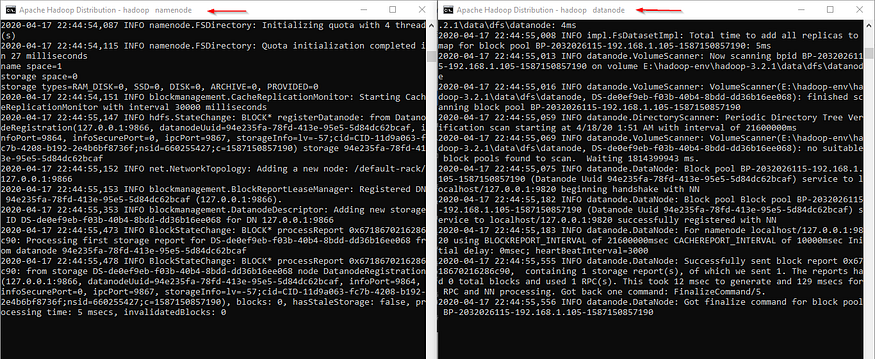 Apache Hadoop Distribution - hadoop namenode
2020-04-17 22:44:54,087 INFO namenode.FSDirectory: Initializing quota with 4 thread
(s)
2020-04-17 22:44:54,115 INFO namenode.FSDirectory: Quota initialization completed i
n 27 milliseconds
name space=1
storage space=0
storage types=RAM_DISK=0, SSD=0, DISK=0, ARCHIVE=0, PROVIDED=0
2020-04-17 22:44:54,151 INFO blockmanagement.CacheReplicationMonitor: Starting Cach
eReplicationMonitor with interval 30000 milliseconds
2020-04-17 22:44:55,147 INFO hdfs.StateChange: BLOCK* registerDatanode: from Datano
deRegistration(127.0.0.1:9866, datanodeUuid=94e235fa-78fd-413e-95e5-5d84dc62bcaf, i
nfoPort=9864, infoSecurePort=0, ipcPort=9867, storageInfo=lv=-57;cid=CID-11d9a063-f
c7b-4208-b192-2e4b6bf8736f;nsid=660255427;c=1587150857190) storage 94e235fa-78fd-41
3e-95e5-5d84dc62bcaf
2020-04-17 22:44:55,152 INFO net.NetworkTopology: Adding a new node: /default-rack/
127.0.0.1:9866
2020-04-17 22:44:55,153 INFO blockmanagement.BlockReportLeaseManager: Registered DN
94e235fa-78fd-413e-95e5-5d84dc62bcaf (127.0.0.1:9866).
2020-04-17 22:44:55,353 INFO blockmanagement.DatanodeDescriptor: Adding new storage
ID DS-de0ef9eb-f03b-40b4-8bdd-dd36b16ee068 for DN 127.0.0.1:9866
2020-04-17 22:44:55,473 INFO BlockStateChange: BLOCK* processReport 0x6718670216286
c90: Processing first storage report for DS-de0ef9eb-f03b-40b4-8bdd-dd36b16ee068 fr
om datanode 94e235fa-78fd-413e-95e5-5d84dc62bcaf
2020-04-17 22:44:55,478 INFO BlockStateChange: BLOCK* processReport 0x6718670216286
c90: from storage DS-de0ef9eb-f03b-40b4-8bdd-dd36b16ee068 node DatanodeRegistration
(127.0.0.1:9866, datanodeUuid=94e235fa-78fd-413e-95e5-5d84dc62bcaf, infoPort=9864,
infoSecurePort=0, ipcPort=9867, storageInfo=lv=-57;cid=CID-11d9a063-fc7b-4208-b192-
2e4b6bf8736f;nsid=660255427;c=1587150857190), blocks: 0, hasStaleStorage: false, pr
ocessing time: 5 msecs, invalidatedBlocks: 0
Apache Hadoop Distribution - hadoop datanode
.2.1\data\dfs\datanode: 4ms
2020-04-17 22:44:55,008 INFO impl.FsDatasetImpl: Total time to add all replicas to
map for block pool BP-2032026115-192.168.1.105-1587150857190: 5ms
2020-04-17 22:44:55,013 INFO datanode.VolumeScanner: Now scanning bpid BP-203202611
5-192.168.1.105-1587150857190 on volume E:\hadoop-env\hadoop-3.2.1\data\dfs\datanod
e
2020-04-17 22:44:55,016 INFO datanode.VolumeScanner: VolumeScanner(E:\hadoop-env\ha
doop-3.2.1\data\dfs\datanode, DS-de0ef9eb-f03b-40b4-8bdd-dd36b16ee068): finished sc
anning block pool BP-2032026115-192.168.1.105-1587150857190
2020-04-17 22:44:55,059 INFO datanode.DirectoryScanner: Periodic Directory Tree Ver
ification scan starting at 4/18/20 1:51 AM with interval of 21600000ms
2020-04-17 22:44:55,069 INFO datanode.VolumeScanner: VolumeScanner(E:\hadoop-env\ha
doop-3.2.1\data\dfs\datanode, DS-de0ef9eb-f03b-40b4-8bdd-dd36b16ee068): no suitable
block pools found to scan.  Waiting 1814399943 ms.
2020-04-17 22:44:55,075 INFO datanode.DataNode: Block pool BP-2032026115-192.168.1.
105-1587150857190 (Datanode Uuid 94e235fa-78fd-413e-95e5-5d84dc62bcaf) service to l
ocalhost/127.0.0.1:9820 beginning handshake with NN
2020-04-17 22:44:55,182 INFO datanode.DataNode: Block pool Block pool BP-2032026115
-192.168.1.105-1587150857190 (Datanode Uuid 94e235fa-78fd-413e-95e5-5d84dc62bcaf) s
ervice to localhost/127.0.0.1:9820 successfully registered with NN
2020-04-17 22:44:55,183 INFO datanode.DataNode: For namenode localhost/127.0.0.1:98
20 using BLOCKREPORT_INTERVAL of 21600000msec CACHEREPORT_INTERVAL of 10000msec Ini
tial delay: 0msec; heartBeatInterval=3000
2020-04-17 22:44:55,555 INFO datanode.DataNode: Successfully sent block report 0x67
18670216286c90,  containing 1 storage report(s), of which we sent 1. The reports ha
d 0 total blocks and used 1 RPC(s). This took 12 msec to generate and 129 msecs for
RPC and NN processing. Got back one command: FinalizeCommand/5.
2020-04-17 22:44:55,556 INFO datanode.DataNode: Got finalize command for block pool
BP-2032026115-192.168.1.105-1587150857190